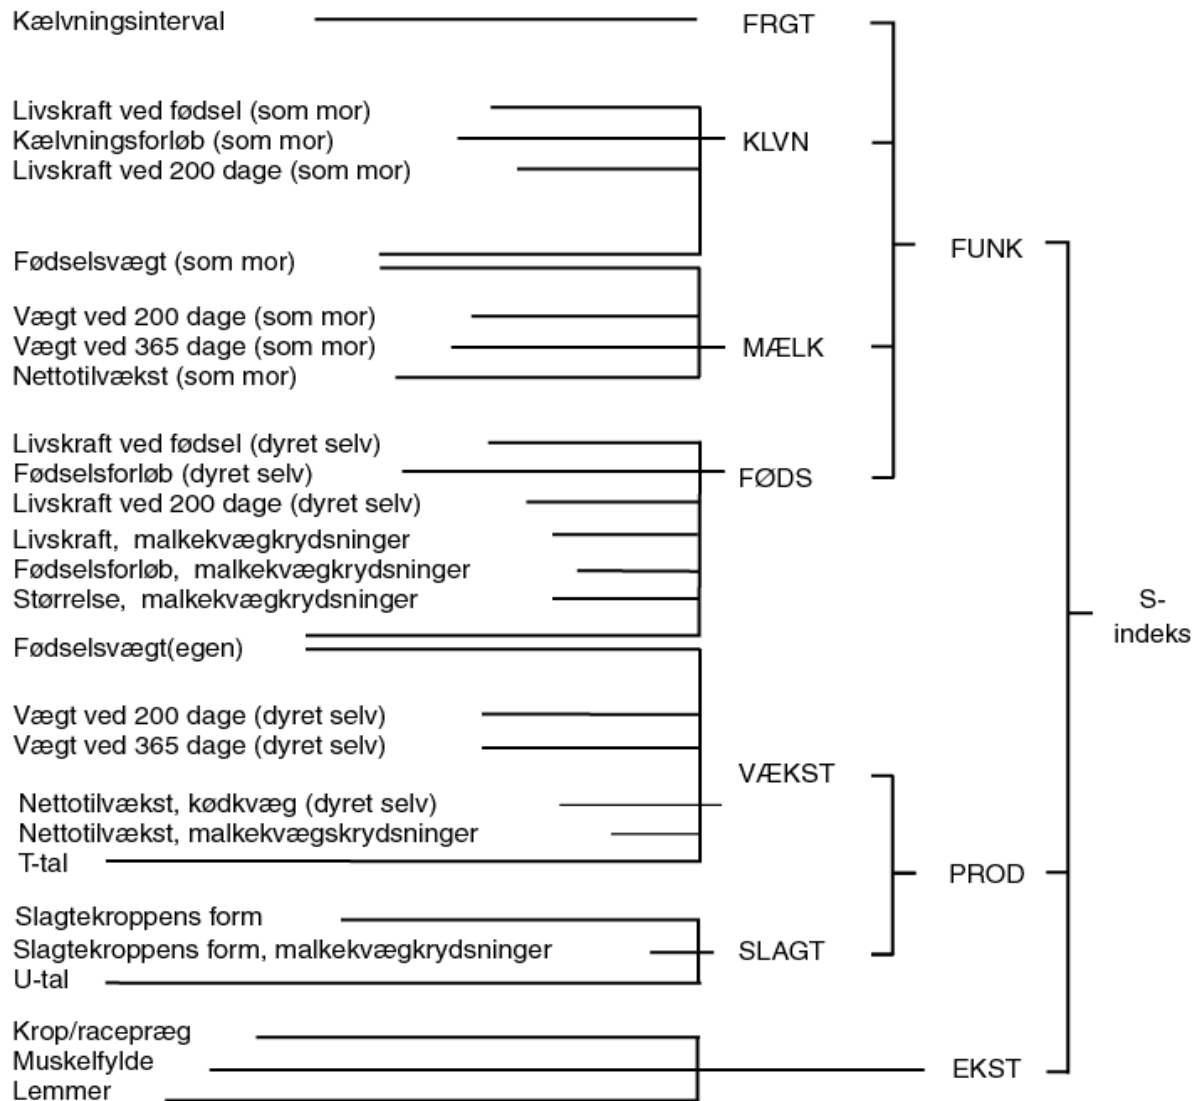 Kælvningsinterval
FRGT
Livskraft ved fødsel (som mor)
Kælvningsforløb (som mor)
KLVN
Livskraft ved 200 dage (som mor)
FUNK
Fødselsvægt (som mor)
Vægt ved 200 dage (som mor)
Vægt ved 365 dage (som mor)
MÆLK
Nettotilvækst (som mor)
Livskraft ved fødsel (dyret selv)
Fødselsforløb (dyret selv)
FØDS
Livskraft ved 200 dage (dyret selv)
Livskraft, malkekvægkrydsninger
Fødselsforløb, malkekvægkrydsninger
Størrelse, malkekvægkrydsninger
S-
indeks
Fødselsvægt(egen)
Vægt ved 200 dage (dyret selv)
Vægt ved 365 dage (dyret selv)
VÆKST
Nettotilvækst, kødkvæg (dyret selv)
Nettotilvækst, malkekvægskrydsninger
T-tal
PROD
Slagtekroppens form
Slagtekroppens form, malkekvægkrydsninger
SLAGT
U-tal
Krop/racepræg
Muskelfylde
EKST
Lemmer